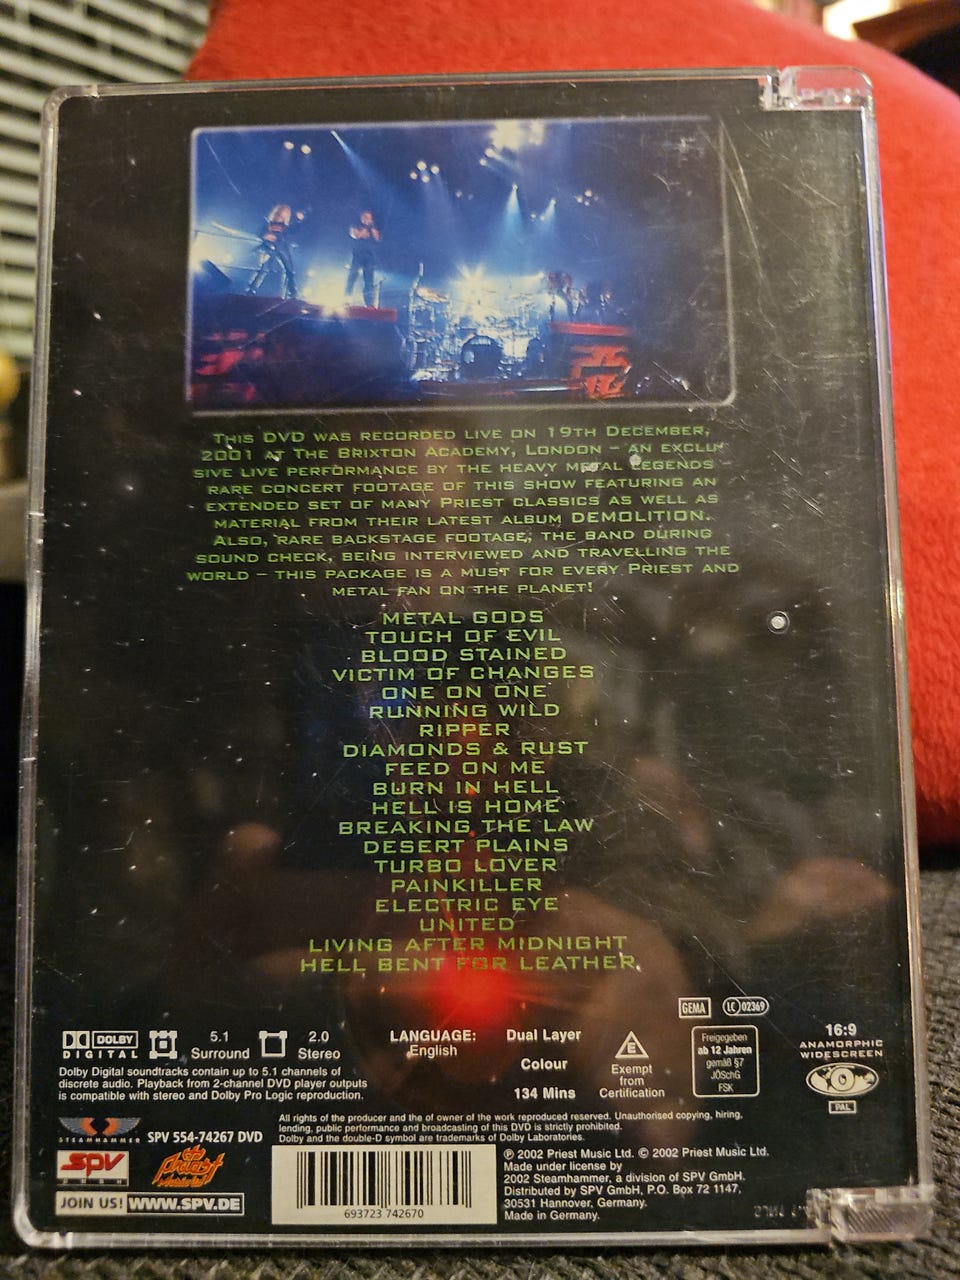 THIS DVD WAS RECORDED LIVE ON 19TH DECEMBER,
2001 AT THE BRIXTON ACADEMY, LONDON – AN EXCLU-
SIVE LIVE PERFORMANCE BY THE HEAVY METAL LEGENDS –
RARE CONCERT FOOTAGE OF THIS SHOW FEATURING AN
EXTENDED SET OF MANY PRIEST CLASSICS AS WELL AS
MATERIAL FROM THEIR LATEST ALBUM DEMOLITION.
ALSO, RARE BACKSTAGE FOOTAGE, THE BAND DURING
SOUND CHECK, BEING INTERVIEWED AND TRAVELLING THE
WORLD – THIS PACKAGE IS A MUST FOR EVERY PRIEST AND
METAL FAN ON THE PLANET!
METAL GODS
TOUCH OF EVIL
BLOOD STAINED
VICTIM OF CHANGES
ONE ON ONE
RUNNING WILD
RIPPER
DIAMONDS & RUST
FEED ON ME
BURN IN HELL
HELL IS HOME
BREAKING THE LAW
DESERT PLAINS
TURBO LOVER
PAINKILLER
ELECTRIC EYE
UNITED
LIVING AFTER MIDNIGHT
HELL BENT FOR LEATHER
GEMA
LC 02369
DOLBY
DIGITAL
5.1
Surround
2.0
Stereo
Dolby Digital soundtracks contain up to 5.1 channels of
discrete audio. Playback from 2-channel DVD player outputs
is compatible with stereo and Dolby Pro Logic reproduction.
LANGUAGE:
English
Dual Layer
Colour
134 Mins
E
Exempt
from
Certification
Freigegeben
ab 12 Jahren
gemäß §7
JÖSchG
FSK
16:9
ANAMORPHIC
WIDESCREEN
PAL
All rights of the producer and the of owner of the work reproduced reserved. Unauthorised copying, hiring,
lending, public performance and broadcasting of this DVD is strictly prohibited.
Dolby and the double-D symbol are trademarks of Dolby Laboratories.
STEAMHAMMER
SPV 554-74267 DVD
SPV
GMBH
JOIN US! WWW.SPV.DE
693723 742670
℗ 2002 Priest Music Ltd. © 2002 Priest Music Ltd.
Made under license by
2002 Steamhammer, a division of SPV GmbH.
Distributed by SPV GmbH, P.O. Box 72 1147,
30531 Hannover, Germany.
Made in Germany.